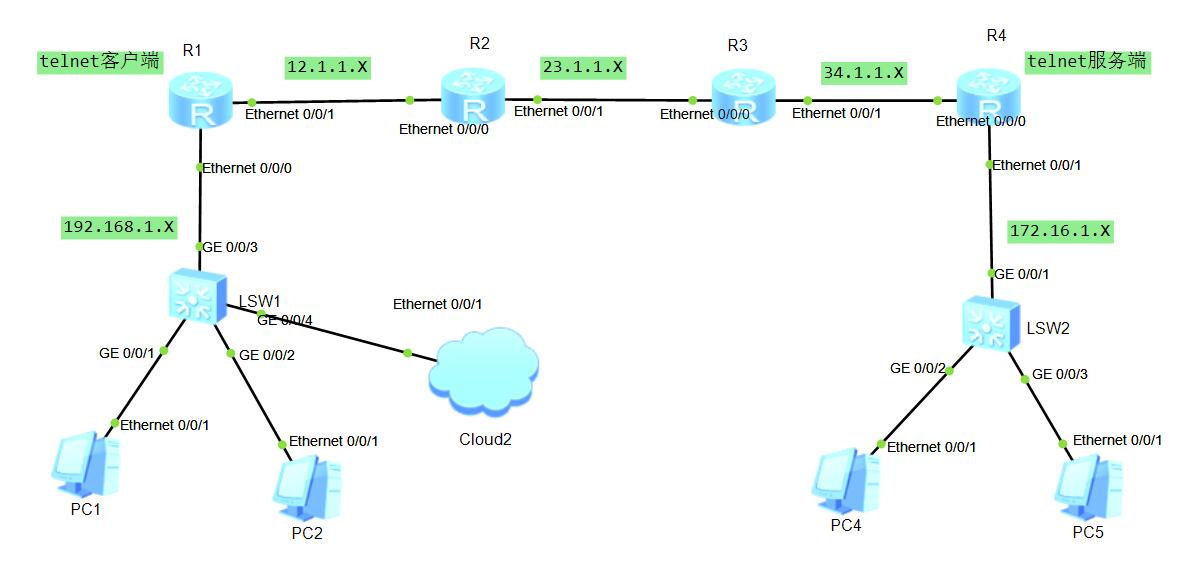 R1
R2
R3
R4
telnet客户端
12.1.1.X
23.1.1.X
34.1.1.X
telnet服务端
R
R
R
R
Ethernet 0/0/1
Ethernet 0/0/0
Ethernet 0/0/1
Ethernet 0/0/0
Ethernet 0/0/1
Ethernet 0/0/0
Ethernet 0/0/0
Ethernet 0/0/1
192.168.1.X
172.16.1.X
GE 0/0/3
GE 0/0/1
LSW1
Ethernet 0/0/1
GE 0/0/4
LSW2
GE 0/0/1
GE 0/0/2
GE 0/0/2
GE 0/0/3
Ethernet 0/0/1
Ethernet 0/0/1
Cloud2
Ethernet 0/0/1
Ethernet 0/0/1
PC1
PC2
PC4
PC5